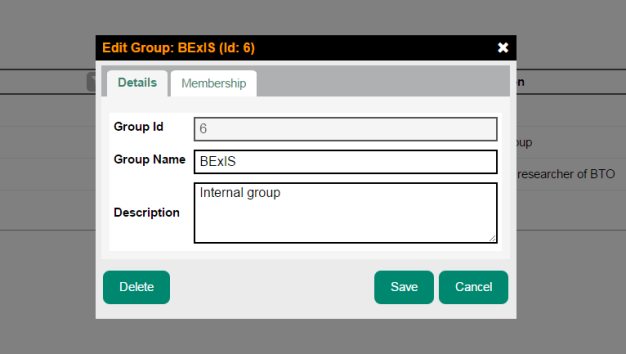 Edit Group: BExIS (Id: 6)
Details Membership
Group Id 6
Group Name BExIS
Description Internal group
researcher of BTO
Delete Save Cancel